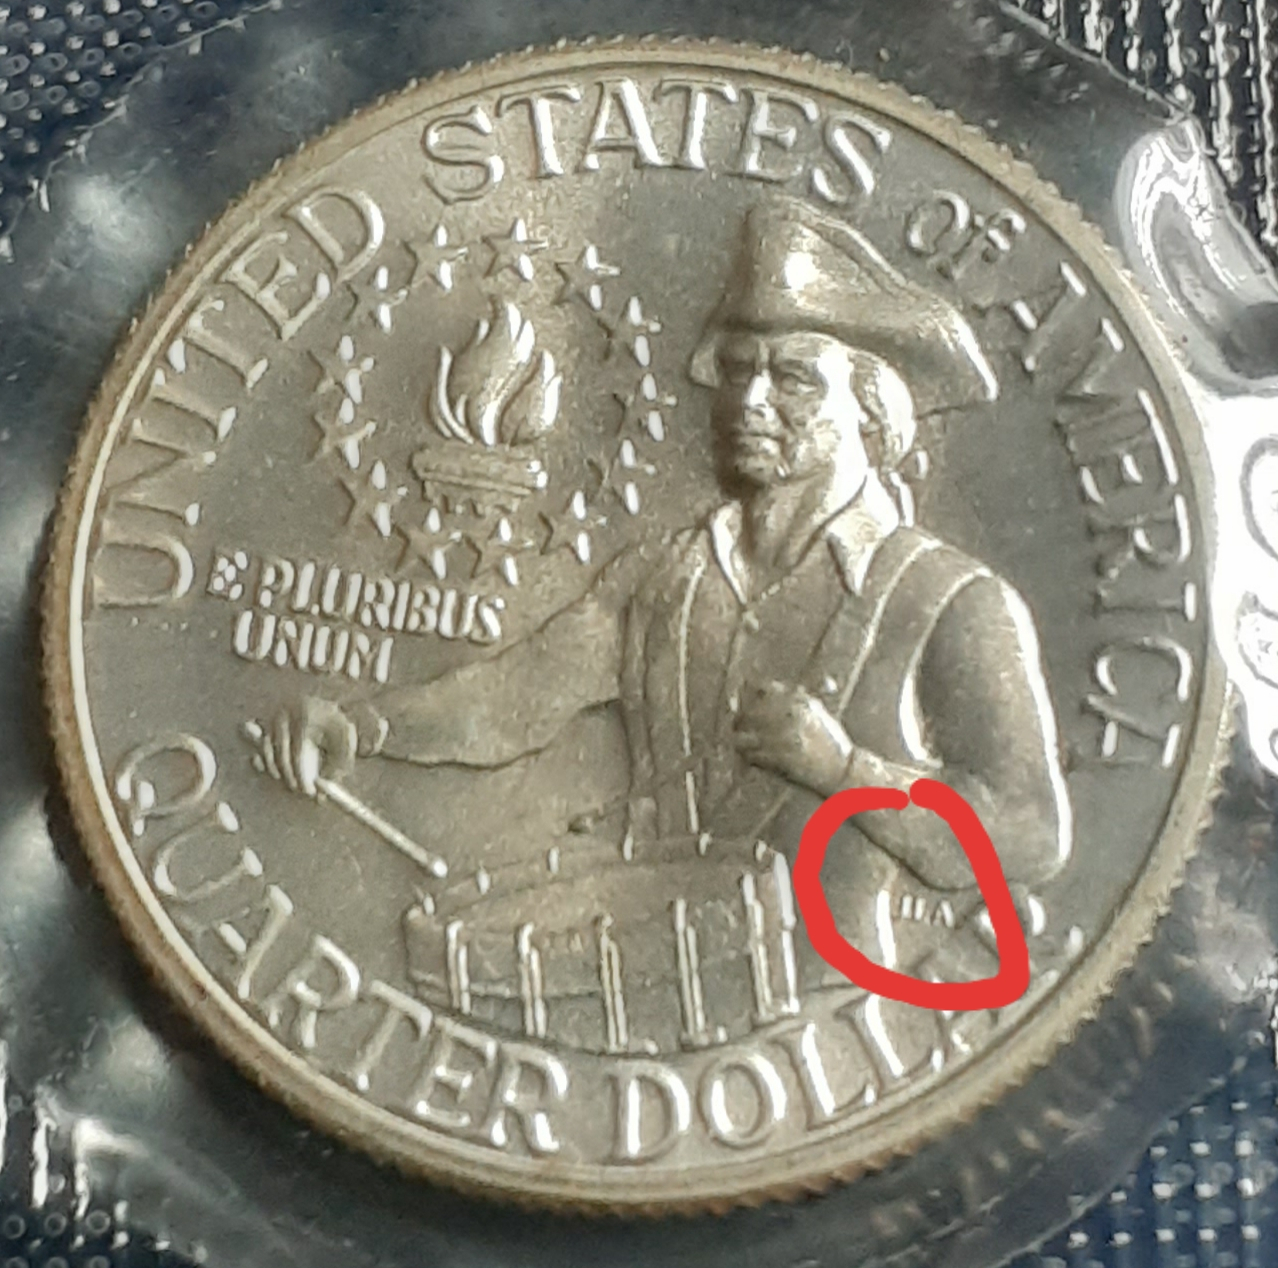 UNITED STATES of AMERICA
E PLURIBUS
UNUM
QUARTER DOLLAR